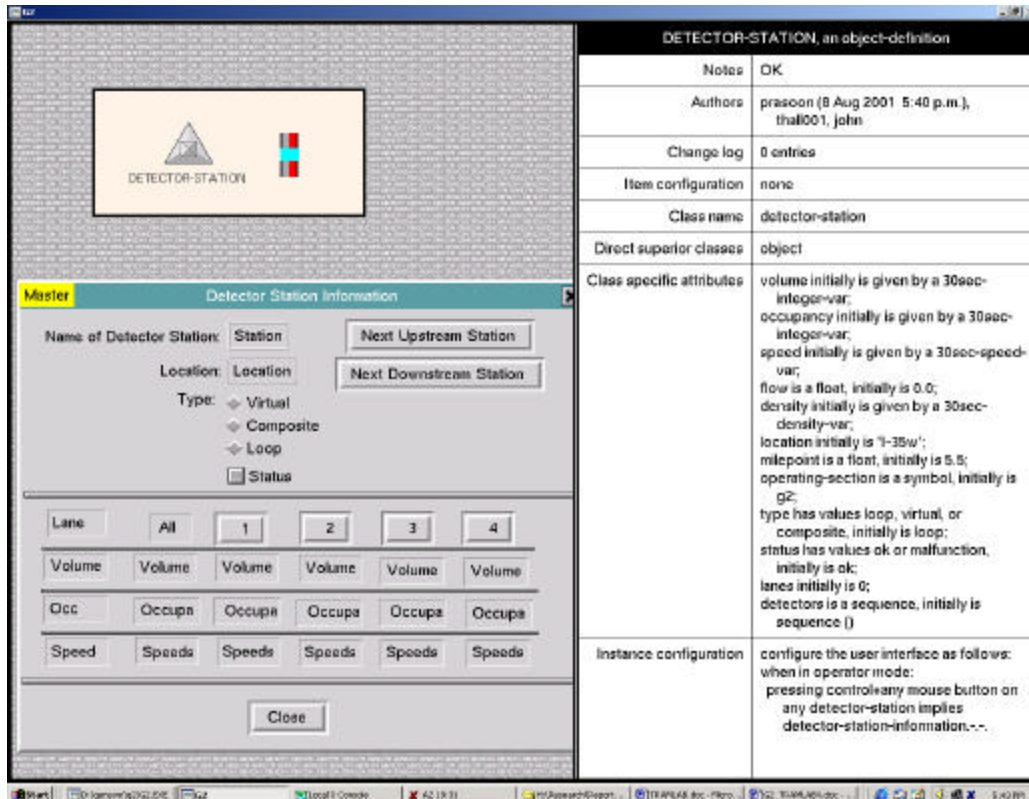 G2
DETECTOR-STATION
Master Detector Station Information
Name of Detector Station: Station Next Upstream Station
Location: Location Next Downstream Station
Type: Virtual
Composite
Loop
Status
Lane All 1 2 3 4
Volume Volume Volume Volume Volume Volume
Occ Occupa Occupa Occupa Occupa Occupa
Speed Speeds Speeds Speeds Speeds Speeds
Close
DETECTOR-STATION, an object-definition
Notes OK
Authors prasoon (8 Aug 2001 5:40 p.m.),
thall001, john
Change log 0 entries
Item configuration none
Class name detector-station
Direct superior classes object
Class specific attributes volume initially is given by a 30sec-
integer-var;
occupancy initially is given by a 30sec-
integer-var;
speed initially is given by a 30sec-speed-
var;
flow is a float, initially is 0.0;
density initially is given by a 30sec-
density-var;
location initially is "I-35w";
milepoint is a float, initially is 5.5;
operating-section is a symbol, initially is
g2;
type has values loop, virtual, or
composite, initially is loop;
status has values ok or malfunction,
initially is ok;
lanes initially is 0;
detectors is a sequence, initially is
sequence ()
Instance configuration configure the user interface as follows:
when in operator mode:
pressing control+any mouse button on
any detector-station implies
detector-station-information.-.-.
Start G2 5:40 PM